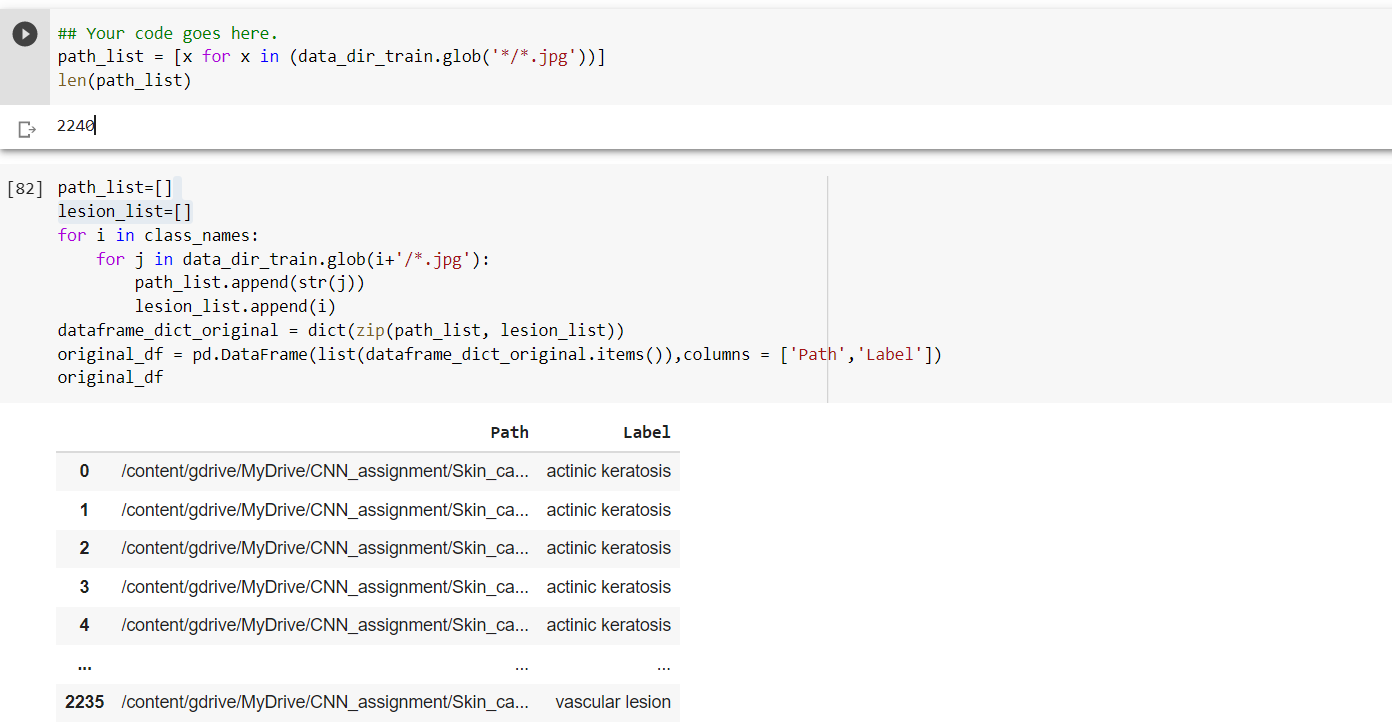 ## Your code goes here.
path_list = [x for x in (data_dir_train.glob('*/*.jpg'))]
len(path_list)
2240
[82] path_list=[]
lesion_list=[]
for i in class_names:
    for j in data_dir_train.glob(i+'/*.jpg'):
        path_list.append(str(j))
        lesion_list.append(i)
dataframe_dict_original = dict(zip(path_list, lesion_list))
original_df = pd.DataFrame(list(dataframe_dict_original.items()),columns = ['Path','Label'])
original_df
Path Label
0 /content/gdrive/MyDrive/CNN_assignment/Skin_ca... actinic keratosis
1 /content/gdrive/MyDrive/CNN_assignment/Skin_ca... actinic keratosis
2 /content/gdrive/MyDrive/CNN_assignment/Skin_ca... actinic keratosis
3 /content/gdrive/MyDrive/CNN_assignment/Skin_ca... actinic keratosis
4 /content/gdrive/MyDrive/CNN_assignment/Skin_ca... actinic keratosis
... ... ...
2235 /content/gdrive/MyDrive/CNN_assignment/Skin_ca... vascular lesion